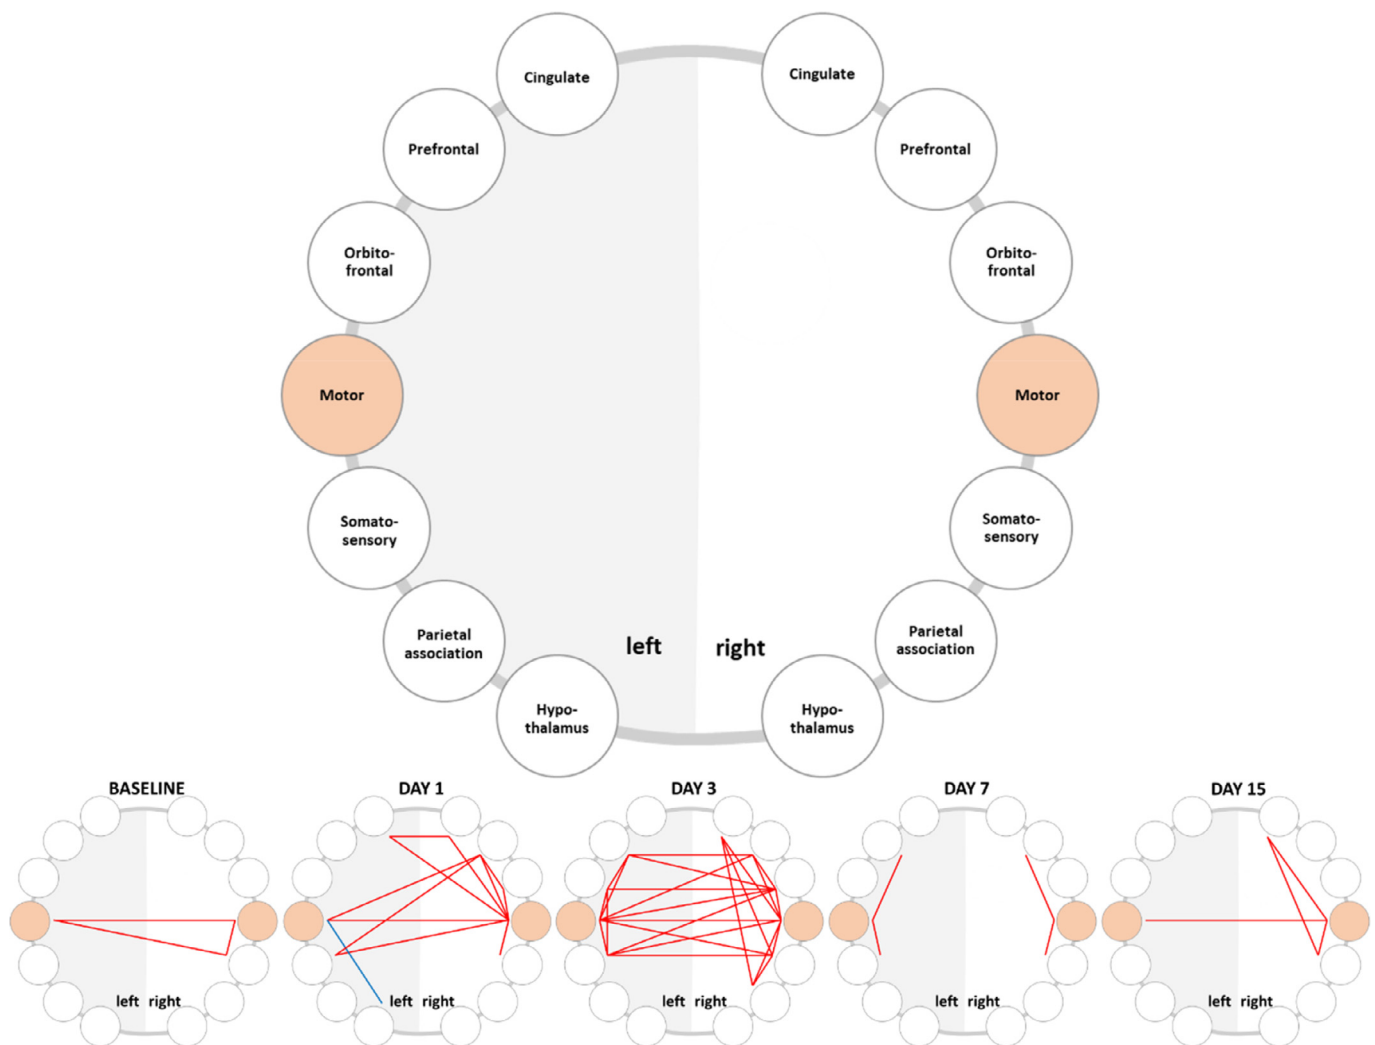 Cingulate
Cingulate
Prefrontal
Prefrontal
Orbito-
frontal
Orbito-
frontal
Motor
Motor
Somato-
sensory
Somato-
sensory
Parietal
association
Parietal
association
left
right
Hypo-
thalamus
Hypo-
thalamus
BASELINE
DAY 1
DAY 3
DAY 7
DAY 15
left right
left right
left right
left right
left right